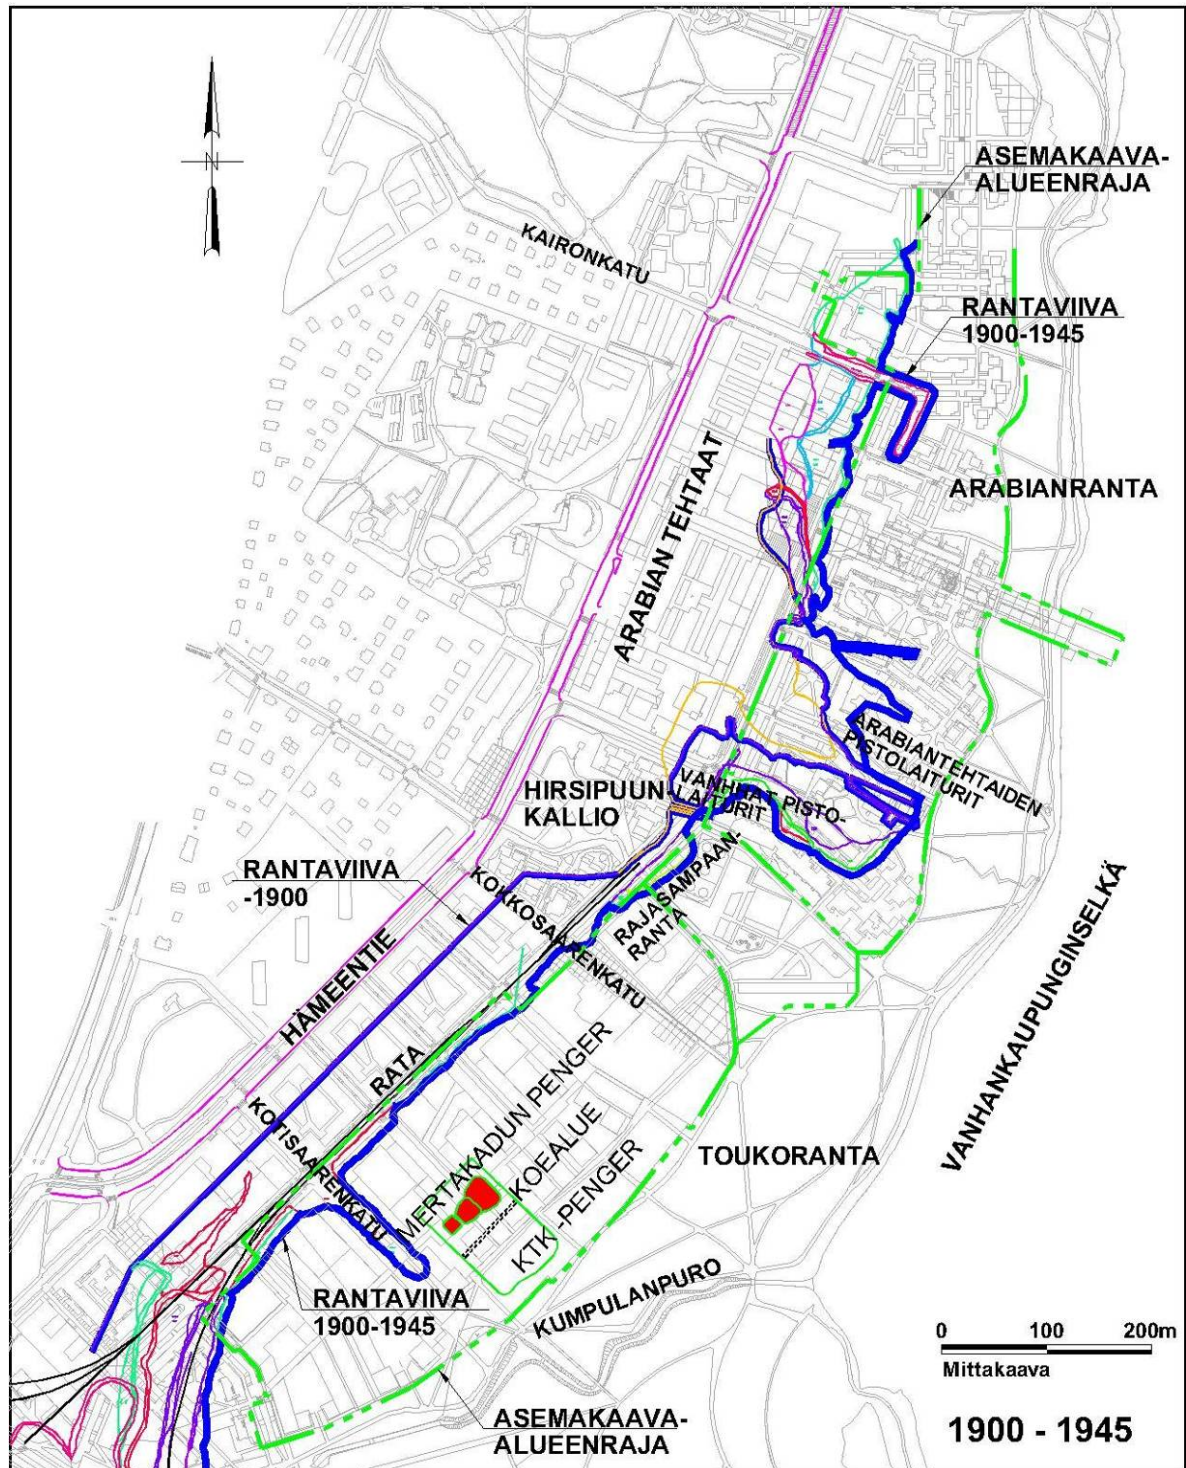 N
ASEMAKAAVA-
ALUEENRAJA
KAIRONKATU
RANTAVIIVA
1900-1945
ARABIAN TEHTAAT
ARABIANRANTA
ARABIANTEHTAIDEN
PISTOLAITURIT
VANHHAT PISTO-
LAITURIT
HIRSIPUUN-
KALLIO
RANTAVIIVA
-1900
KOKKOSAARENKATU
RAJASAMPAAN-
RANTA
HÄMEENTIE
RATA
VANHANKAUPUNGINSELKÄ
KOTISAARENKATU
MERTAKADUN PENGER
KOEALUE
KTK -PENGER
TOUKORANTA
KUMPULANPURO
RANTAVIIVA
1900-1945
0 100 200m
Mittakaava
ASEMAKAAVA-
ALUEENRAJA
1900 - 1945